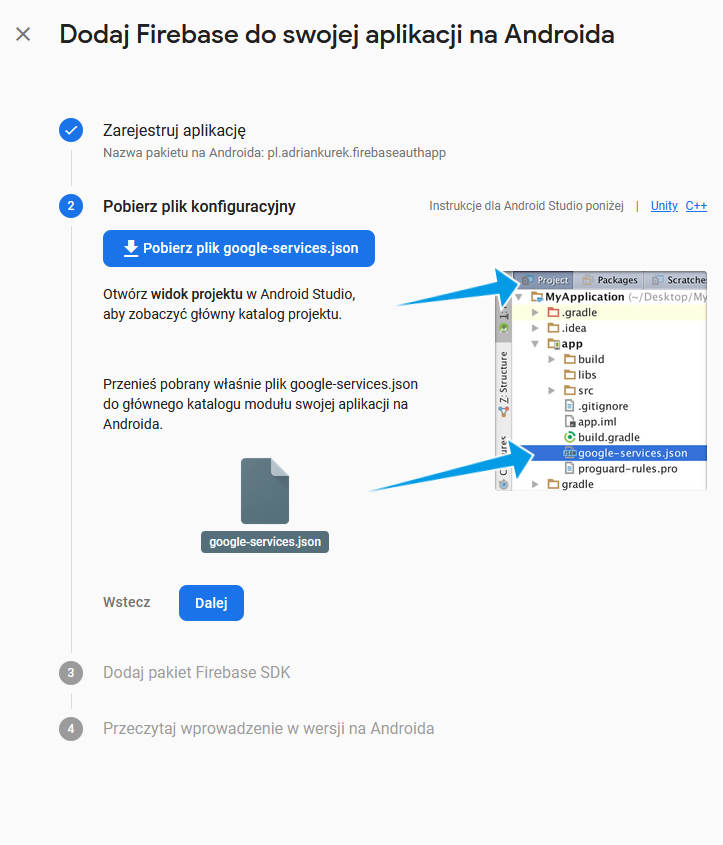 Dodaj Firebase do swojej aplikacji na Androida
Zarejestruj aplikację
Nazwa pakietu na Androida: pl.adriankurek.firebaseauthapp
2
Pobierz plik konfiguracyjny
Instrukcje dla Android Studio poniżej | Unity C++
Pobierz plik google-services.json
Otwórz widok projektu w Android Studio,
aby zobaczyć główny katalog projektu.
Przenieś pobrany właśnie plik google-services.json
do głównego katalogu modułu swojej aplikacji na
Androida.
google-services.json
Project Packages Scratche
MyApplication (~/Desktop/My
.gradle
.idea
app
build
libs
src
.gitignore
app.iml
build.gradle
google-services.json
proguard-rules.pro
gradle
Z: Structure
Wstecz Dalej
3 Dodaj pakiet Firebase SDK
4 Przeczytaj wprowadzenie w wersji na Androida